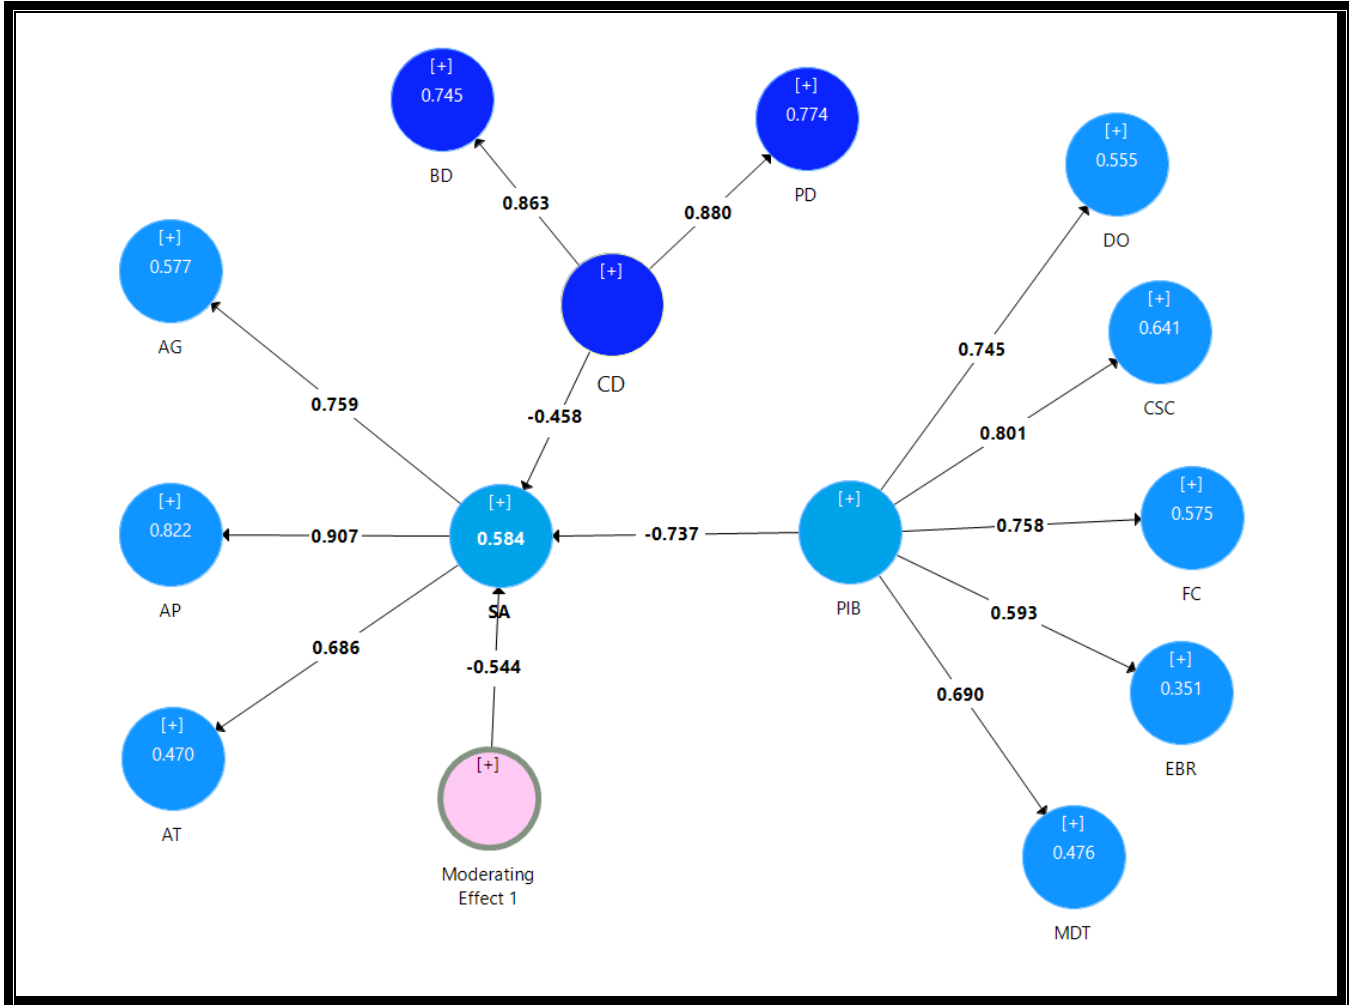 [+]
0.745
BD
[+]
0.774
PD
[+]
0.555
DO
0.863
0.880
[+]
0.577
AG
[+]
CD
[+]
0.641
CSC
0.745
0.759
-0.458
0.801
[+]
0.822
AP
0.907
[+]
0.584
SA
-0.737
[+]
PIB
0.758
[+]
0.575
FC
0.593
0.686
-0.544
0.690
[+]
0.351
EBR
[+]
0.470
AT
[+]
Moderating
Effect 1
[+]
0.476
MDT